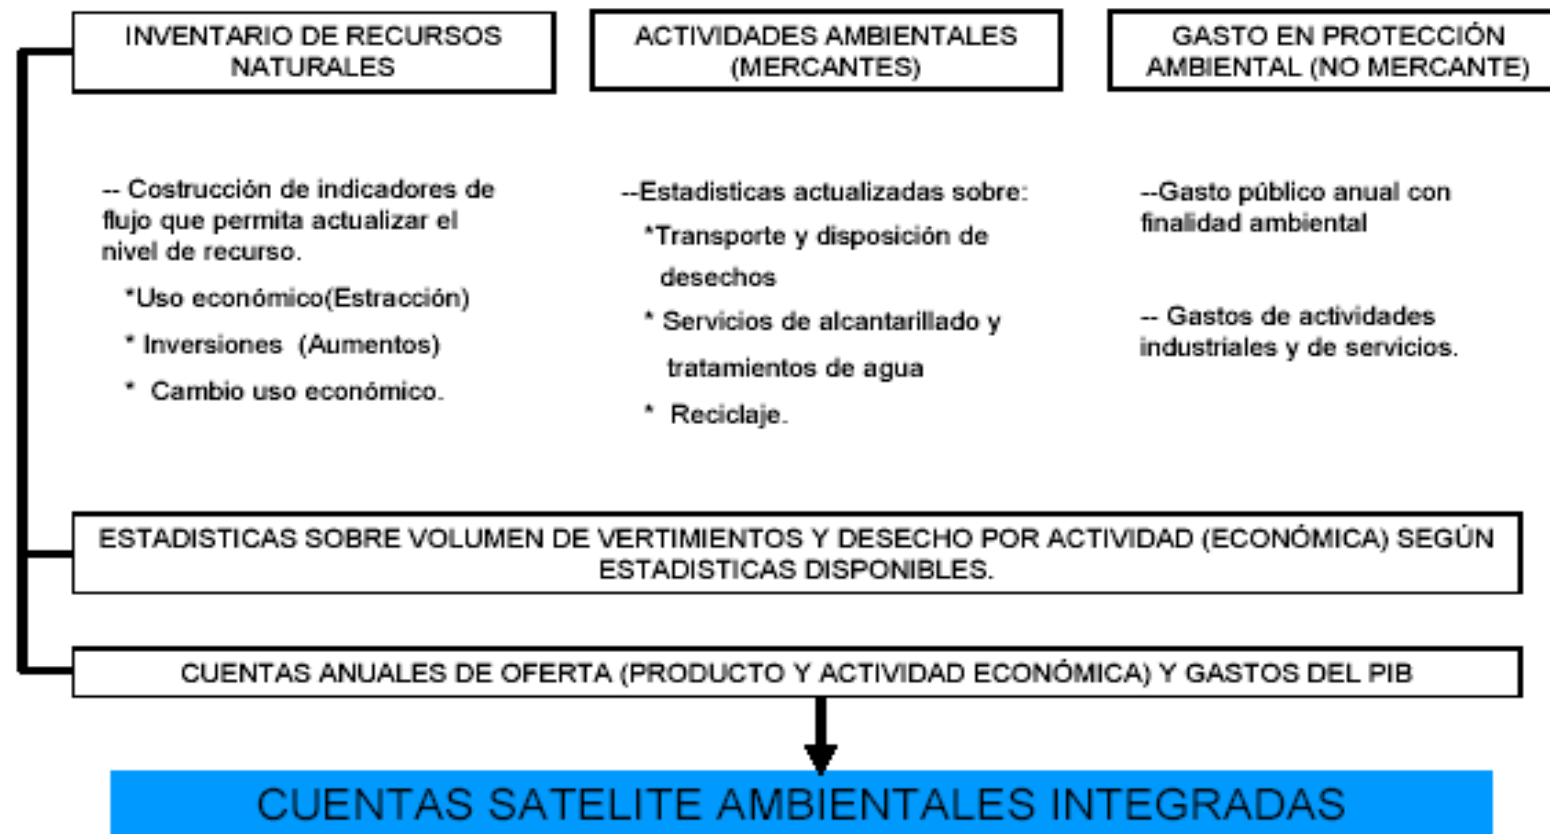 INVENTARIO DE RECURSOS
NATURALES
ACTIVIDADES AMBIENTALES
(MERCANTES)
GASTO EN PROTECCIÓN
AMBIENTAL (NO MERCANTE)
-- Costrucción de indicadores de
flujo que permita actualizar el
nivel de recurso.
*Uso económico(Estracción)
* Inversiones (Aumentos)
* Cambio uso económico.
--Estadisticas actualizadas sobre:
*Transporte y disposición de
desechos
* Servicios de alcantarillado y
tratamientos de agua
* Reciclaje.
--Gasto público anual con
finalidad ambiental
-- Gastos de actividades
industriales y de servicios.
ESTADISTICAS SOBRE VOLUMEN DE VERTIMIENTOS Y DESECHO POR ACTIVIDAD (ECONÓMICA) SEGÚN
ESTADISTICAS DISPONIBLES.
CUENTAS ANUALES DE OFERTA (PRODUCTO Y ACTIVIDAD ECONÓMICA) Y GASTOS DEL PIB
CUENTAS SATELITE AMBIENTALES INTEGRADAS